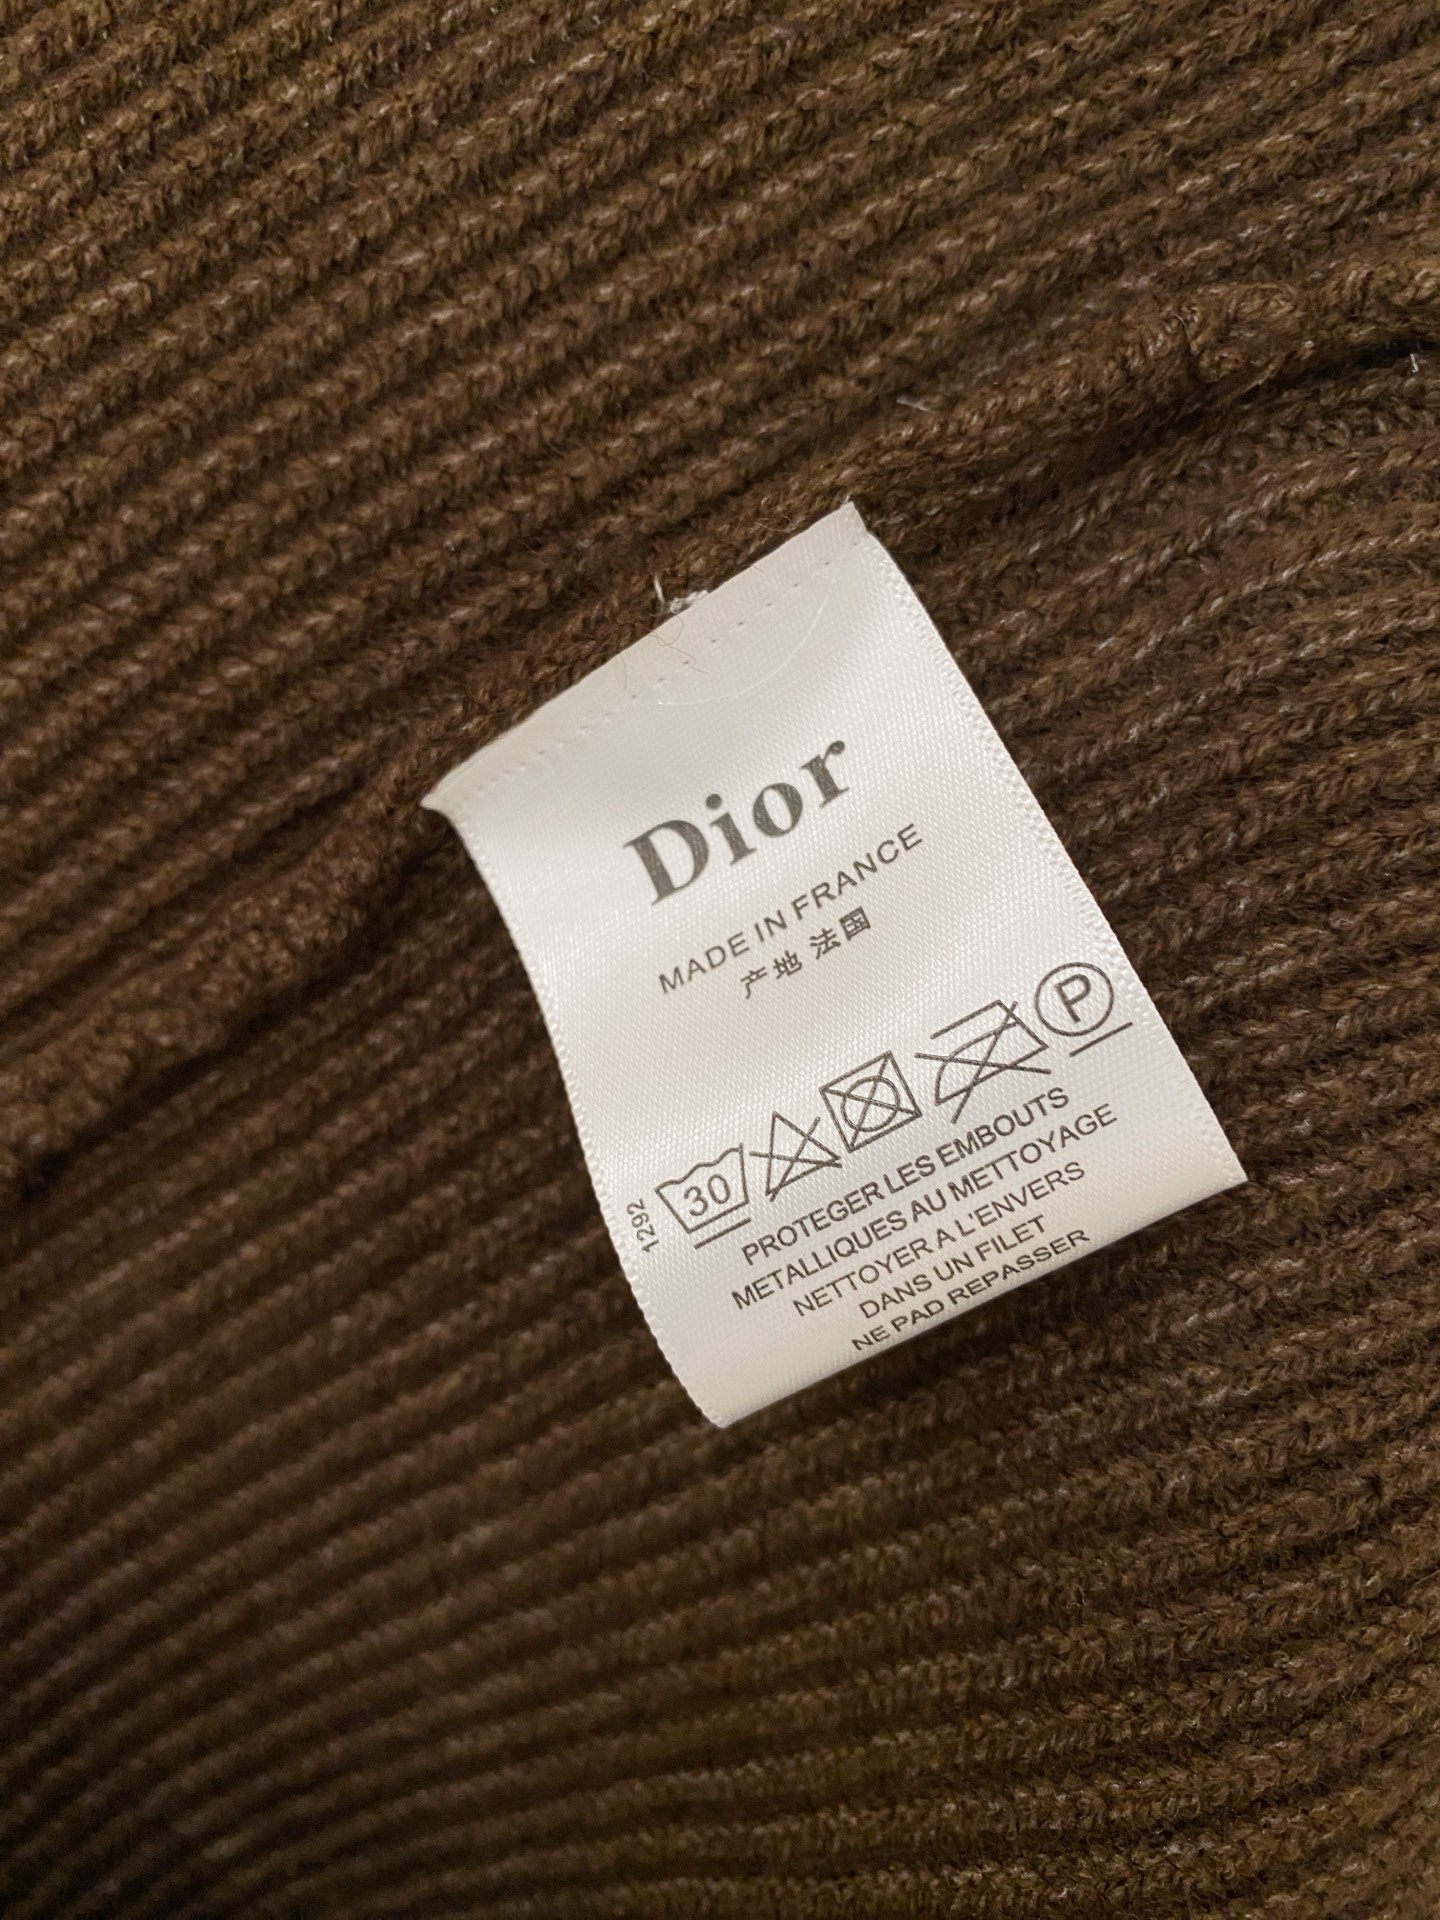 Dior
MADE IN FRANCE
产地 法国
30
P
1292
PROTEGER LES EMBOUTS
METALLIQUES AU METTOYAGE
NETTOYER A L'ENVERS
DANS UN FILET
NE PAD REPASSER